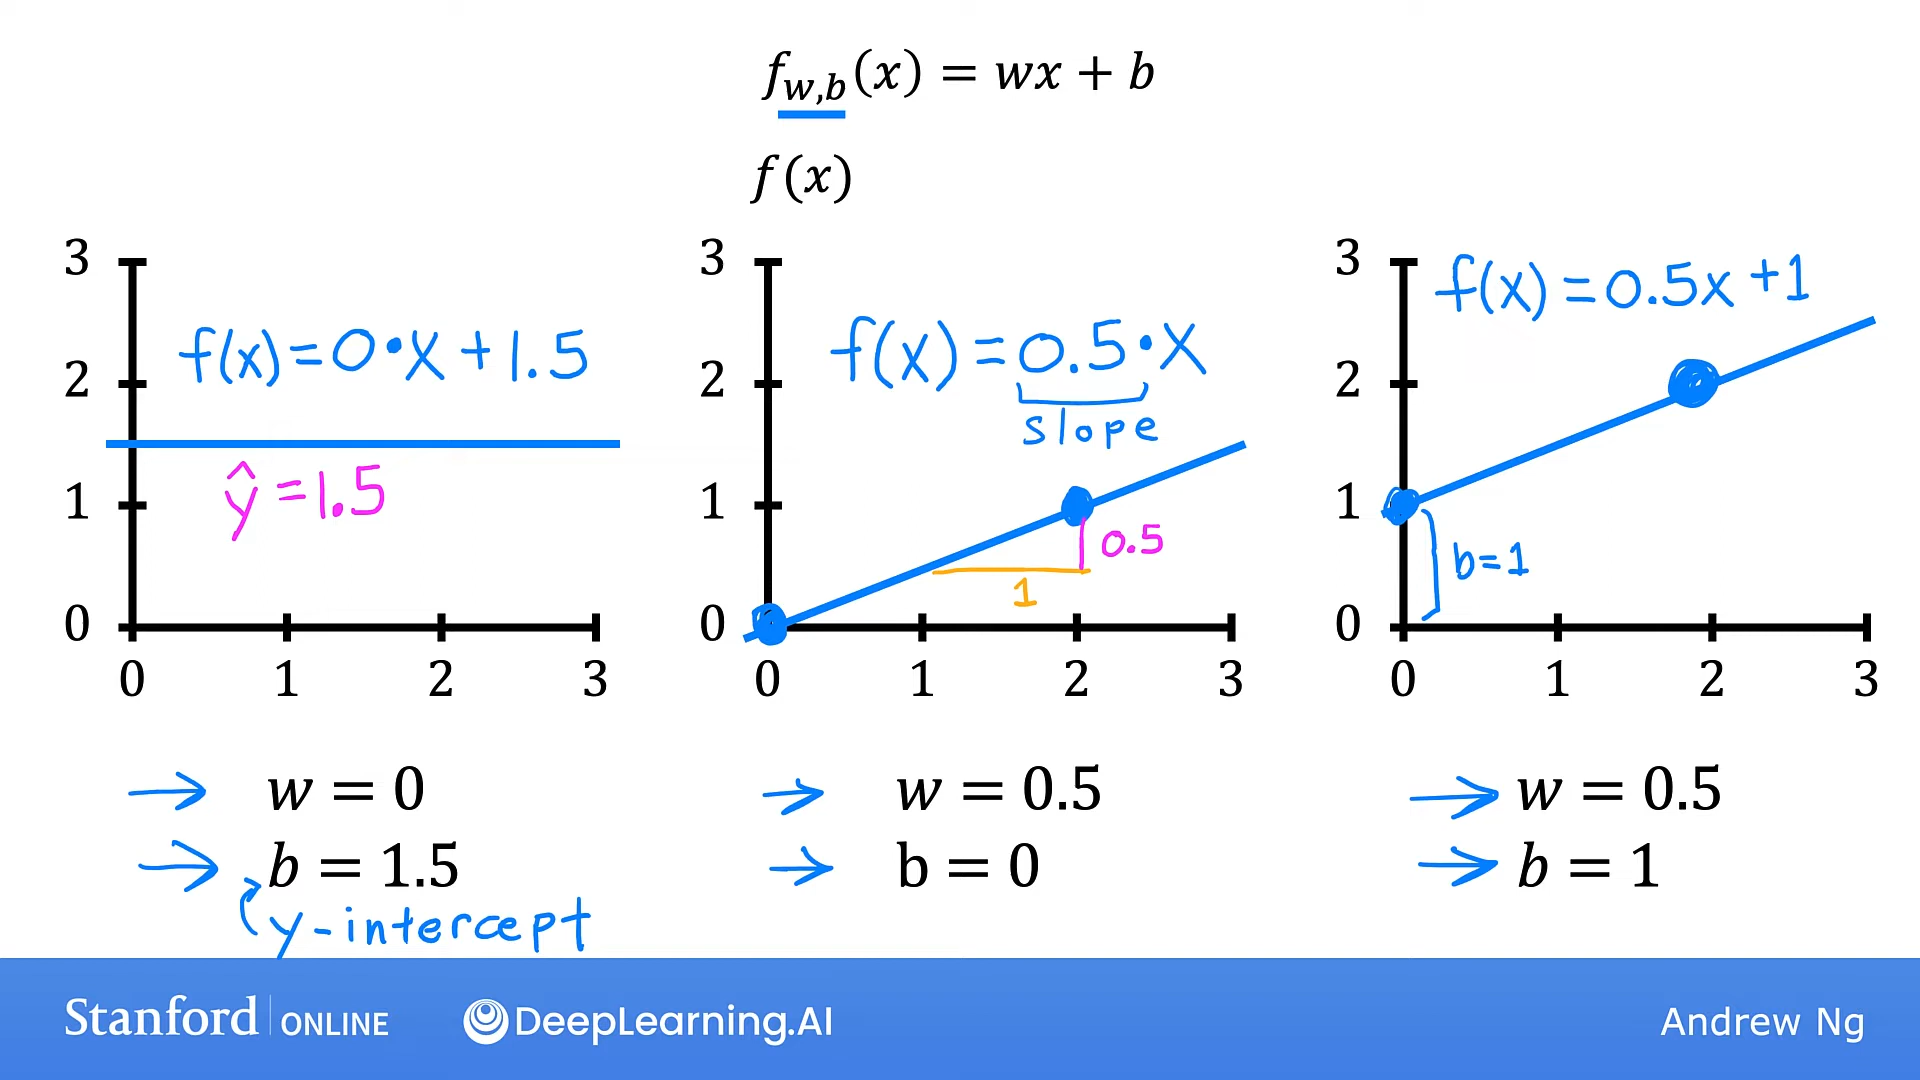 f_{w,b}(x) = wx + b
f(x)
3
f(x)=0·x+1.5
2
ŷ=1.5
1
0
0 1 2 3
3
f(x)=0.5·x
2
slope
1
0.5
1
0
0 1 2 3
3
f(x)=0.5x+1
2
1
b=1
0
0 1 2 3
→ w = 0
→ b = 1.5
y-intercept
→ w = 0.5
→ b = 0
→ w = 0.5
→ b = 1
Stanford ONLINE
DeepLearning.AI
Andrew Ng